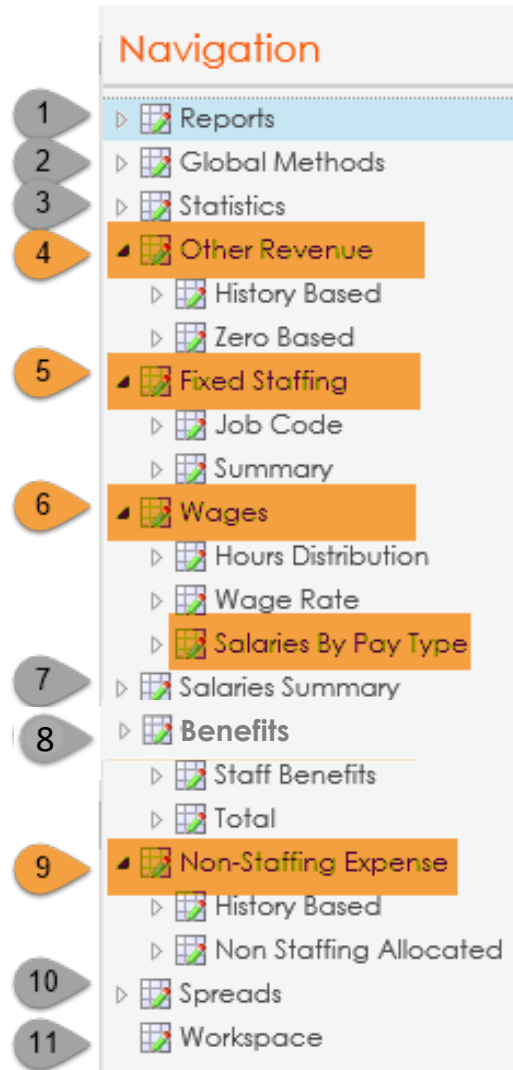 Navigation
1 Reports
2 Global Methods
3 Statistics
4 Other Revenue
History Based
Zero Based
5 Fixed Staffing
Job Code
Summary
6 Wages
Hours Distribution
Wage Rate
Salaries By Pay Type
7 Salaries Summary
8 Benefits
Staff Benefits
Total
9 Non-Staffing Expense
History Based
Non Staffing Allocated
10 Spreads
11 Workspace